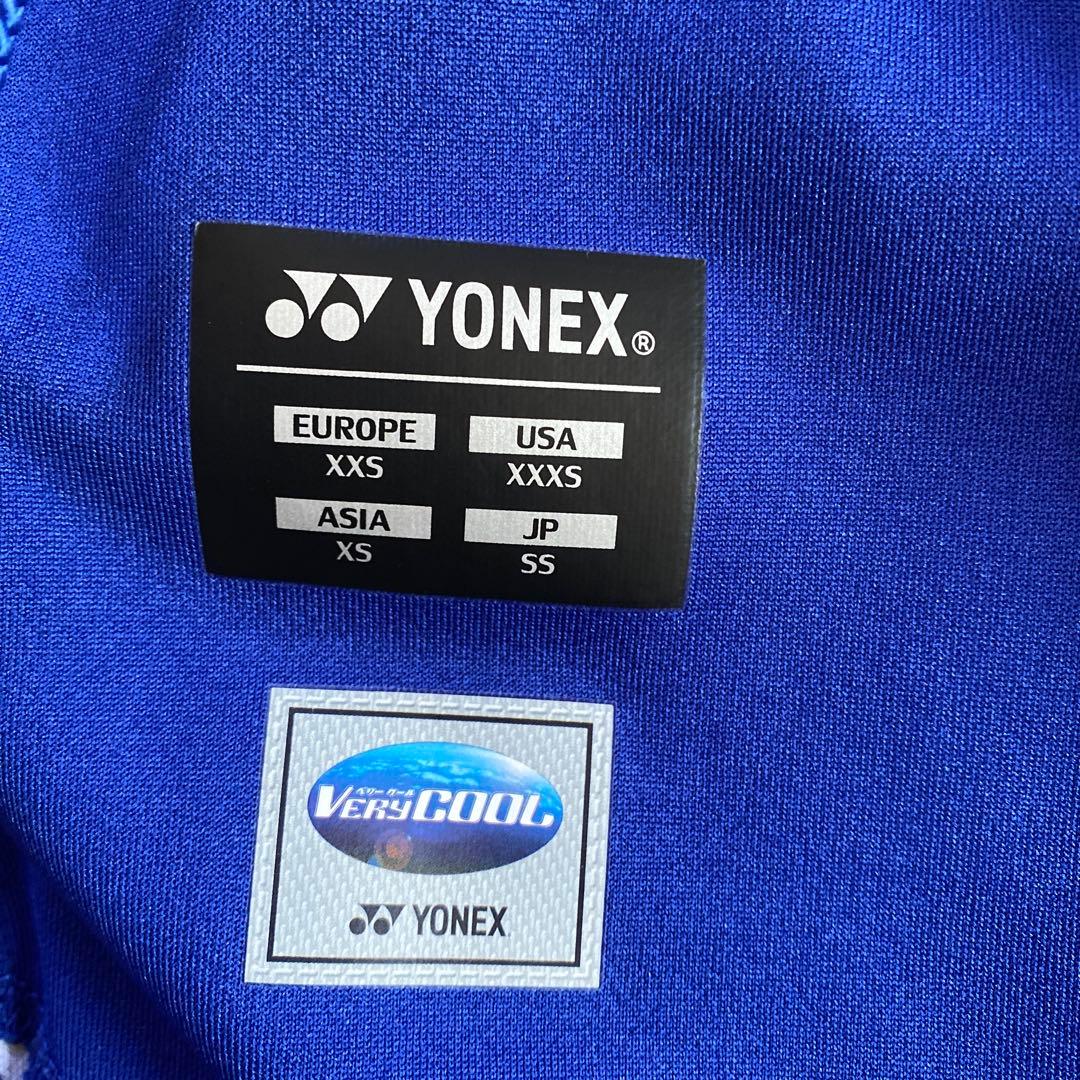 YONEX®
EUROPE USA
XXS XXXS
ASIA JP
XS SS
ベリー クール
VERYCOOL
YONEX